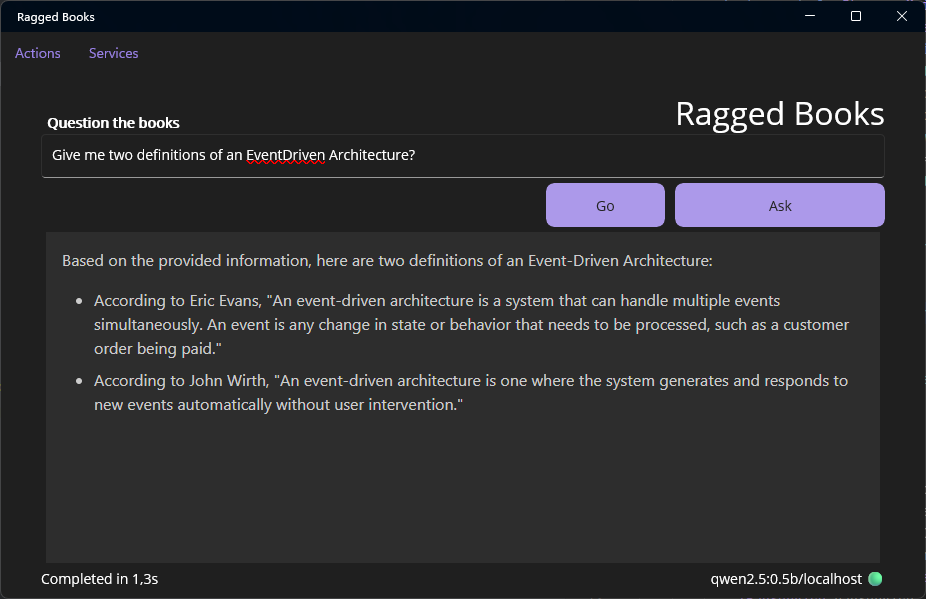 Ragged Books
Actions Services
Ragged Books
Question the books
Give me two definitions of an EventDriven Architecture?
Go Ask
Based on the provided information, here are two definitions of an Event-Driven Architecture:
• According to Eric Evans, "An event-driven architecture is a system that can handle multiple events
simultaneously. An event is any change in state or behavior that needs to be processed, such as a customer
order being paid."
• According to John Wirth, "An event-driven architecture is one where the system generates and responds to
new events automatically without user intervention."
Completed in 1,3s qwen2.5:0.5b/localhost